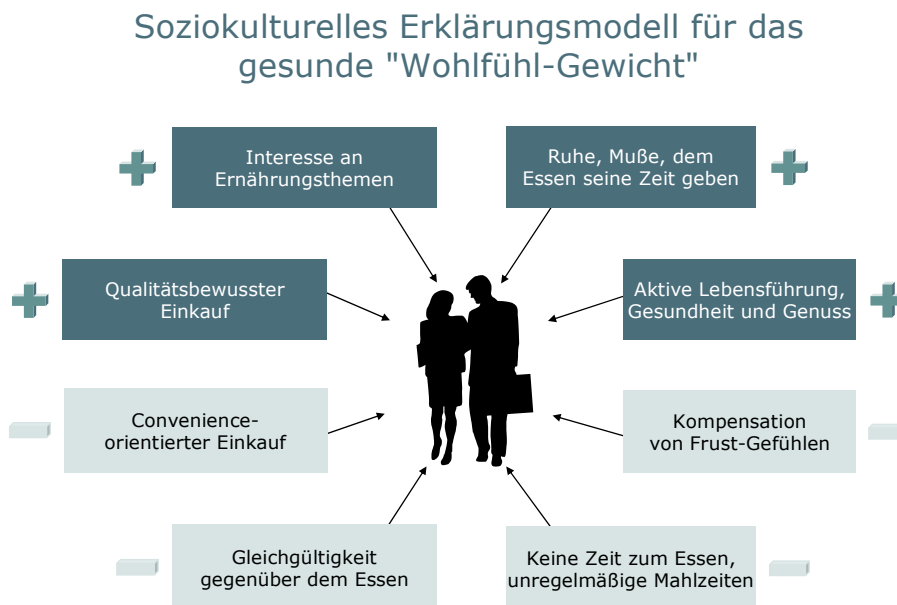 Soziokulturelles Erklärungsmodell für das
gesunde "Wohlfühl-Gewicht"
Interesse an
Ernährungsthemen
Ruhe, Muße, dem
Essen seine Zeit geben
Qualitätsbewusster
Einkauf
Aktive Lebensführung,
Gesundheit und Genuss
Convenience-
orientierter Einkauf
Kompensation
von Frust-Gefühlen
Gleichgültigkeit
gegenüber dem Essen
Keine Zeit zum Essen,
unregelmäßige Mahlzeiten